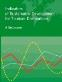 Indicators
of Sustainable Development
for Tourism Destinations
A Guidebook